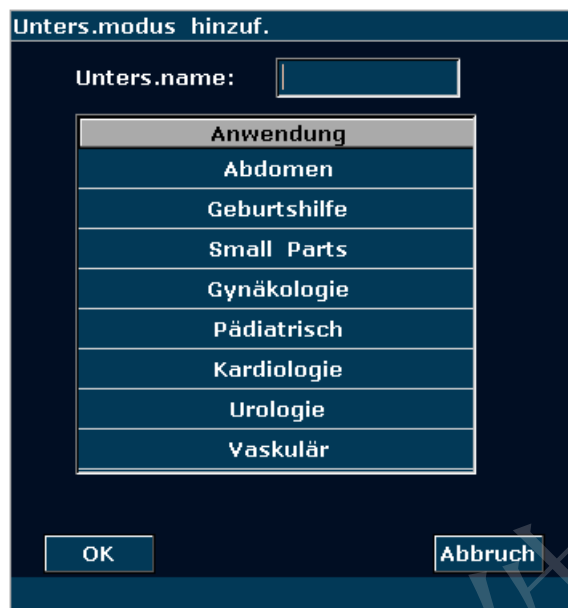 Unters.modus hinzuf.
Unters.name:
Anwendung
Abdomen
Geburtshilfe
Small Parts
Gynäkologie
Pädiatrisch
Kardiologie
Urologie
Vaskulär
OK
Abbruch